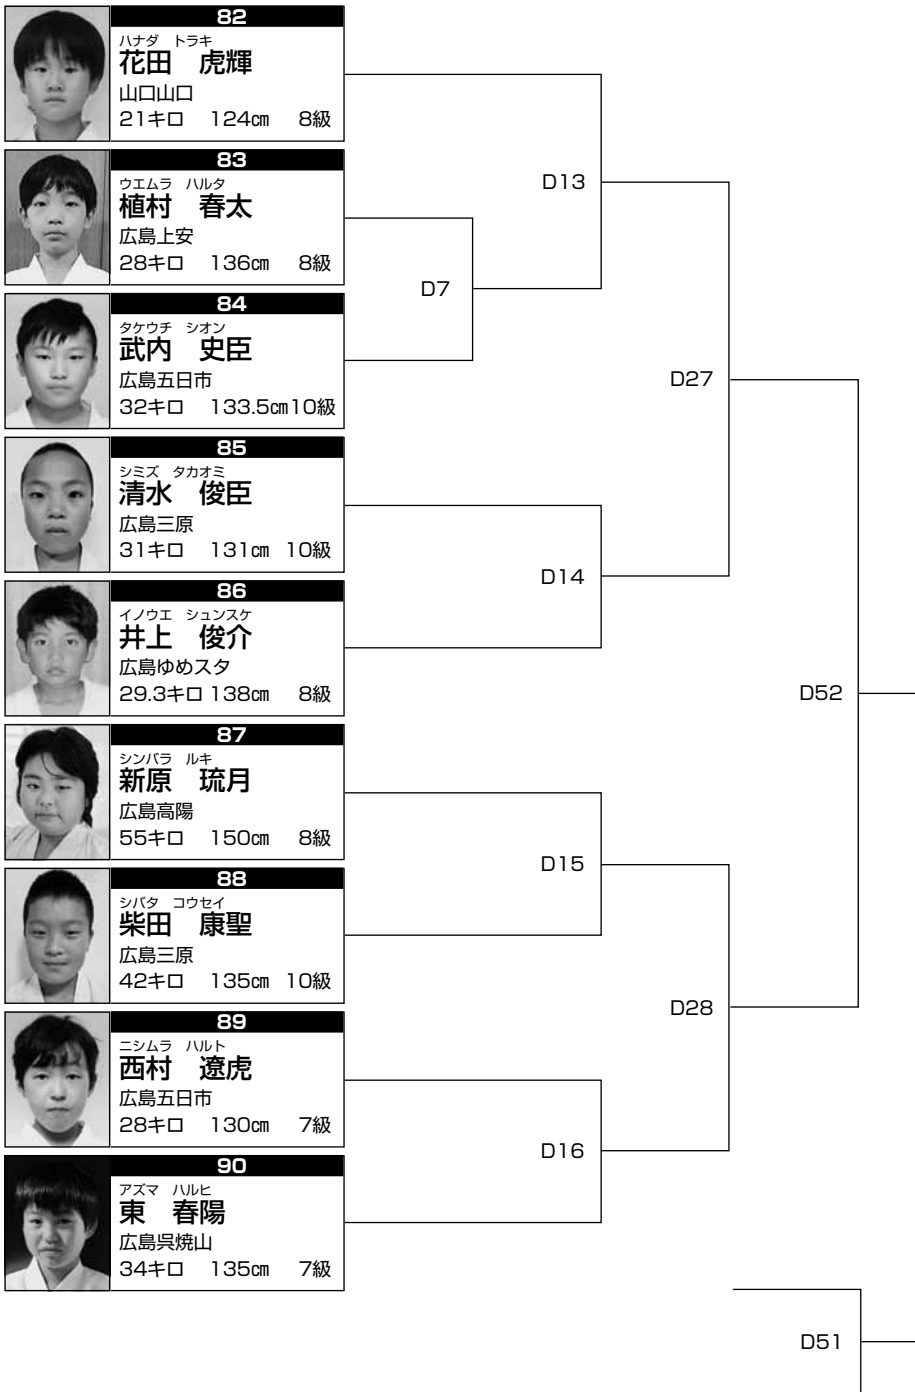 82
ハナダ トラキ
花田 虎輝
山口山口
21キロ 124㎝ 8級
83
ウエムラ ハルタ
植村 春太
広島上安
28キロ 136㎝ 8級
84
タケウチ シオン
武内 史臣
広島五日市
32キロ 133.5㎝10級
85
シミズ タカオミ
清水 俊臣
広島三原
31キロ 131㎝ 10級
86
イノウエ シュンスケ
井上 俊介
広島ゆめスタ
29.3キロ 138㎝ 8級
87
シンバラ ルキ
新原 琉月
広島高陽
55キロ 150㎝ 8級
88
シバタ コウセイ
柴田 康聖
広島三原
42キロ 135㎝ 10級
89
ニシムラ ハルト
西村 遼虎
広島五日市
28キロ 130㎝ 7級
90
アズマ ハルヒ
東 春陽
広島呉焼山
34キロ 135㎝ 7級
D7
D13
D14
D15
D16
D27
D28
D52
D51